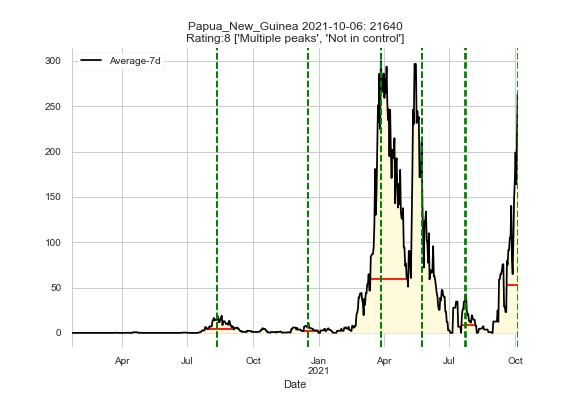 Papua_New_Guinea 2021-10-06: 21640
Rating:8 ['Multiple peaks', 'Not in control']
Average-7d
300
250
200
150
100
50
0
Apr Jul Oct Jan Apr Jul Oct
2021
Date